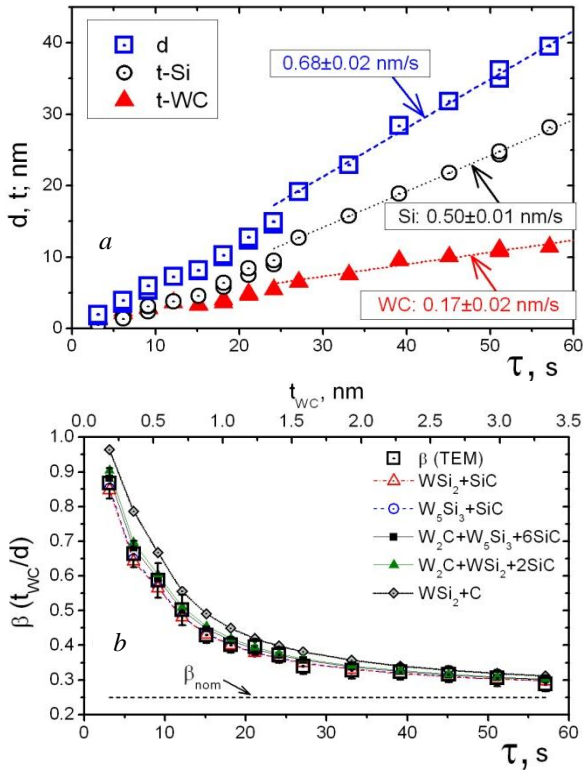 40
30
20
10
0
d, t; nm
d
t-Si
t-WC
0.68±0.02 nm/s
Si: 0.50±0.01 nm/s
WC: 0.17±0.02 nm/s
a
0 10 20 30 40 50 60
τ, s
t_WC, nm
0.0 0.5 1.0 1.5 2.0 2.5 3.0 3.5
1.0
0.9
0.8
0.7
0.6
0.5
0.4
0.3
0.2
β (t_WC/d)
β (TEM)
WSi₂+SiC
W₅Si₃+SiC
W₂C+W₅Si₃+6SiC
W₂C+WSi₂+2SiC
WSi₂+C
b
β_nom
0 10 20 30 40 50 60
τ, s